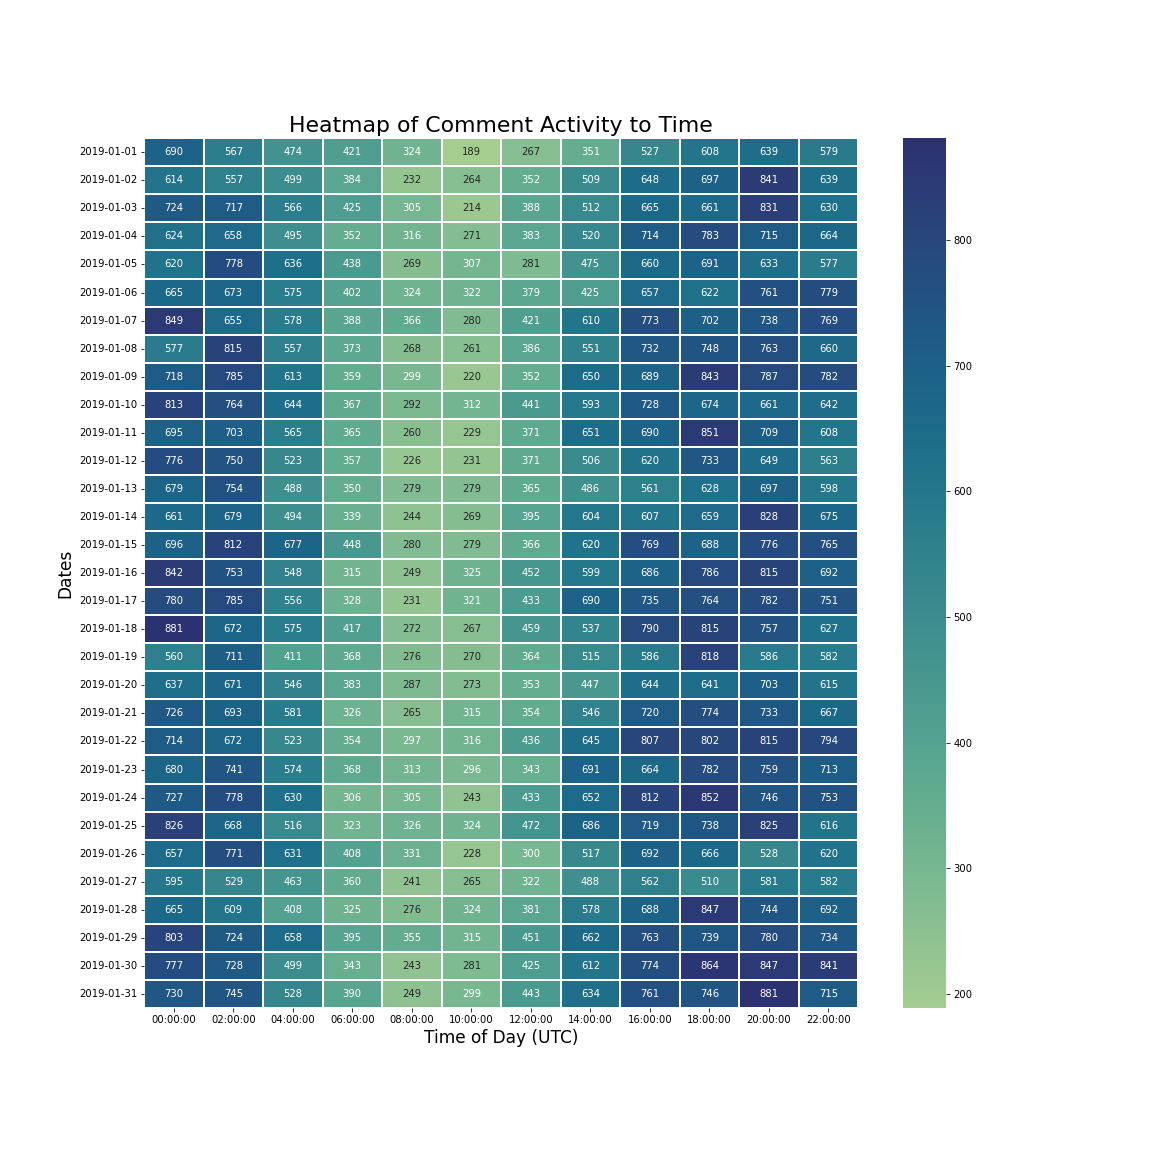 Heatmap of Comment Activity to Time
2019-01-01 690 567 474 421 324 189 267 351 527 608 639 579
2019-01-02 614 557 499 384 232 264 352 509 648 697 841 639
2019-01-03 724 717 566 425 305 214 388 512 665 661 831 630
2019-01-04 624 658 495 352 316 271 383 520 714 783 715 664
2019-01-05 620 778 636 438 269 307 281 475 660 691 633 577
2019-01-06 665 673 575 402 324 322 379 425 657 622 761 779
2019-01-07 849 655 578 388 366 280 421 610 773 702 738 769
2019-01-08 577 815 557 373 268 261 386 551 732 748 763 660
2019-01-09 718 785 613 359 299 220 352 650 689 843 787 782
2019-01-10 813 764 644 367 292 312 441 593 728 674 661 642
2019-01-11 695 703 565 365 260 229 371 651 690 851 709 608
2019-01-12 776 750 523 357 226 231 371 506 620 733 649 563
2019-01-13 679 754 488 350 279 279 365 486 561 628 697 598
2019-01-14 661 679 494 339 244 269 395 604 607 659 828 675
2019-01-15 696 812 677 448 280 279 366 620 769 688 776 765
2019-01-16 842 753 548 315 249 325 452 599 686 786 815 692
2019-01-17 780 785 556 328 231 321 433 690 735 764 782 751
2019-01-18 881 672 575 417 272 267 459 537 790 815 757 627
2019-01-19 560 711 411 368 276 270 364 515 586 818 586 582
2019-01-20 637 671 546 383 287 273 353 447 644 641 703 615
2019-01-21 726 693 581 326 265 315 354 546 720 774 733 667
2019-01-22 714 672 523 354 297 316 436 645 807 802 815 794
2019-01-23 680 741 574 368 313 296 343 691 664 782 759 713
2019-01-24 727 778 630 306 305 243 433 652 812 852 746 753
2019-01-25 826 668 516 323 326 324 472 686 719 738 825 616
2019-01-26 657 771 631 408 331 228 300 517 692 666 528 620
2019-01-27 595 529 463 360 241 265 322 488 562 510 581 582
2019-01-28 665 609 408 325 276 324 381 578 688 847 744 692
2019-01-29 803 724 658 395 355 315 451 662 763 739 780 734
2019-01-30 777 728 499 343 243 281 425 612 774 864 847 841
2019-01-31 730 745 528 390 249 299 443 634 761 746 881 715
00:00:00 02:00:00 04:00:00 06:00:00 08:00:00 10:00:00 12:00:00 14:00:00 16:00:00 18:00:00 20:00:00 22:00:00
Time of Day (UTC)
Dates
800
700
600
500
400
300
200